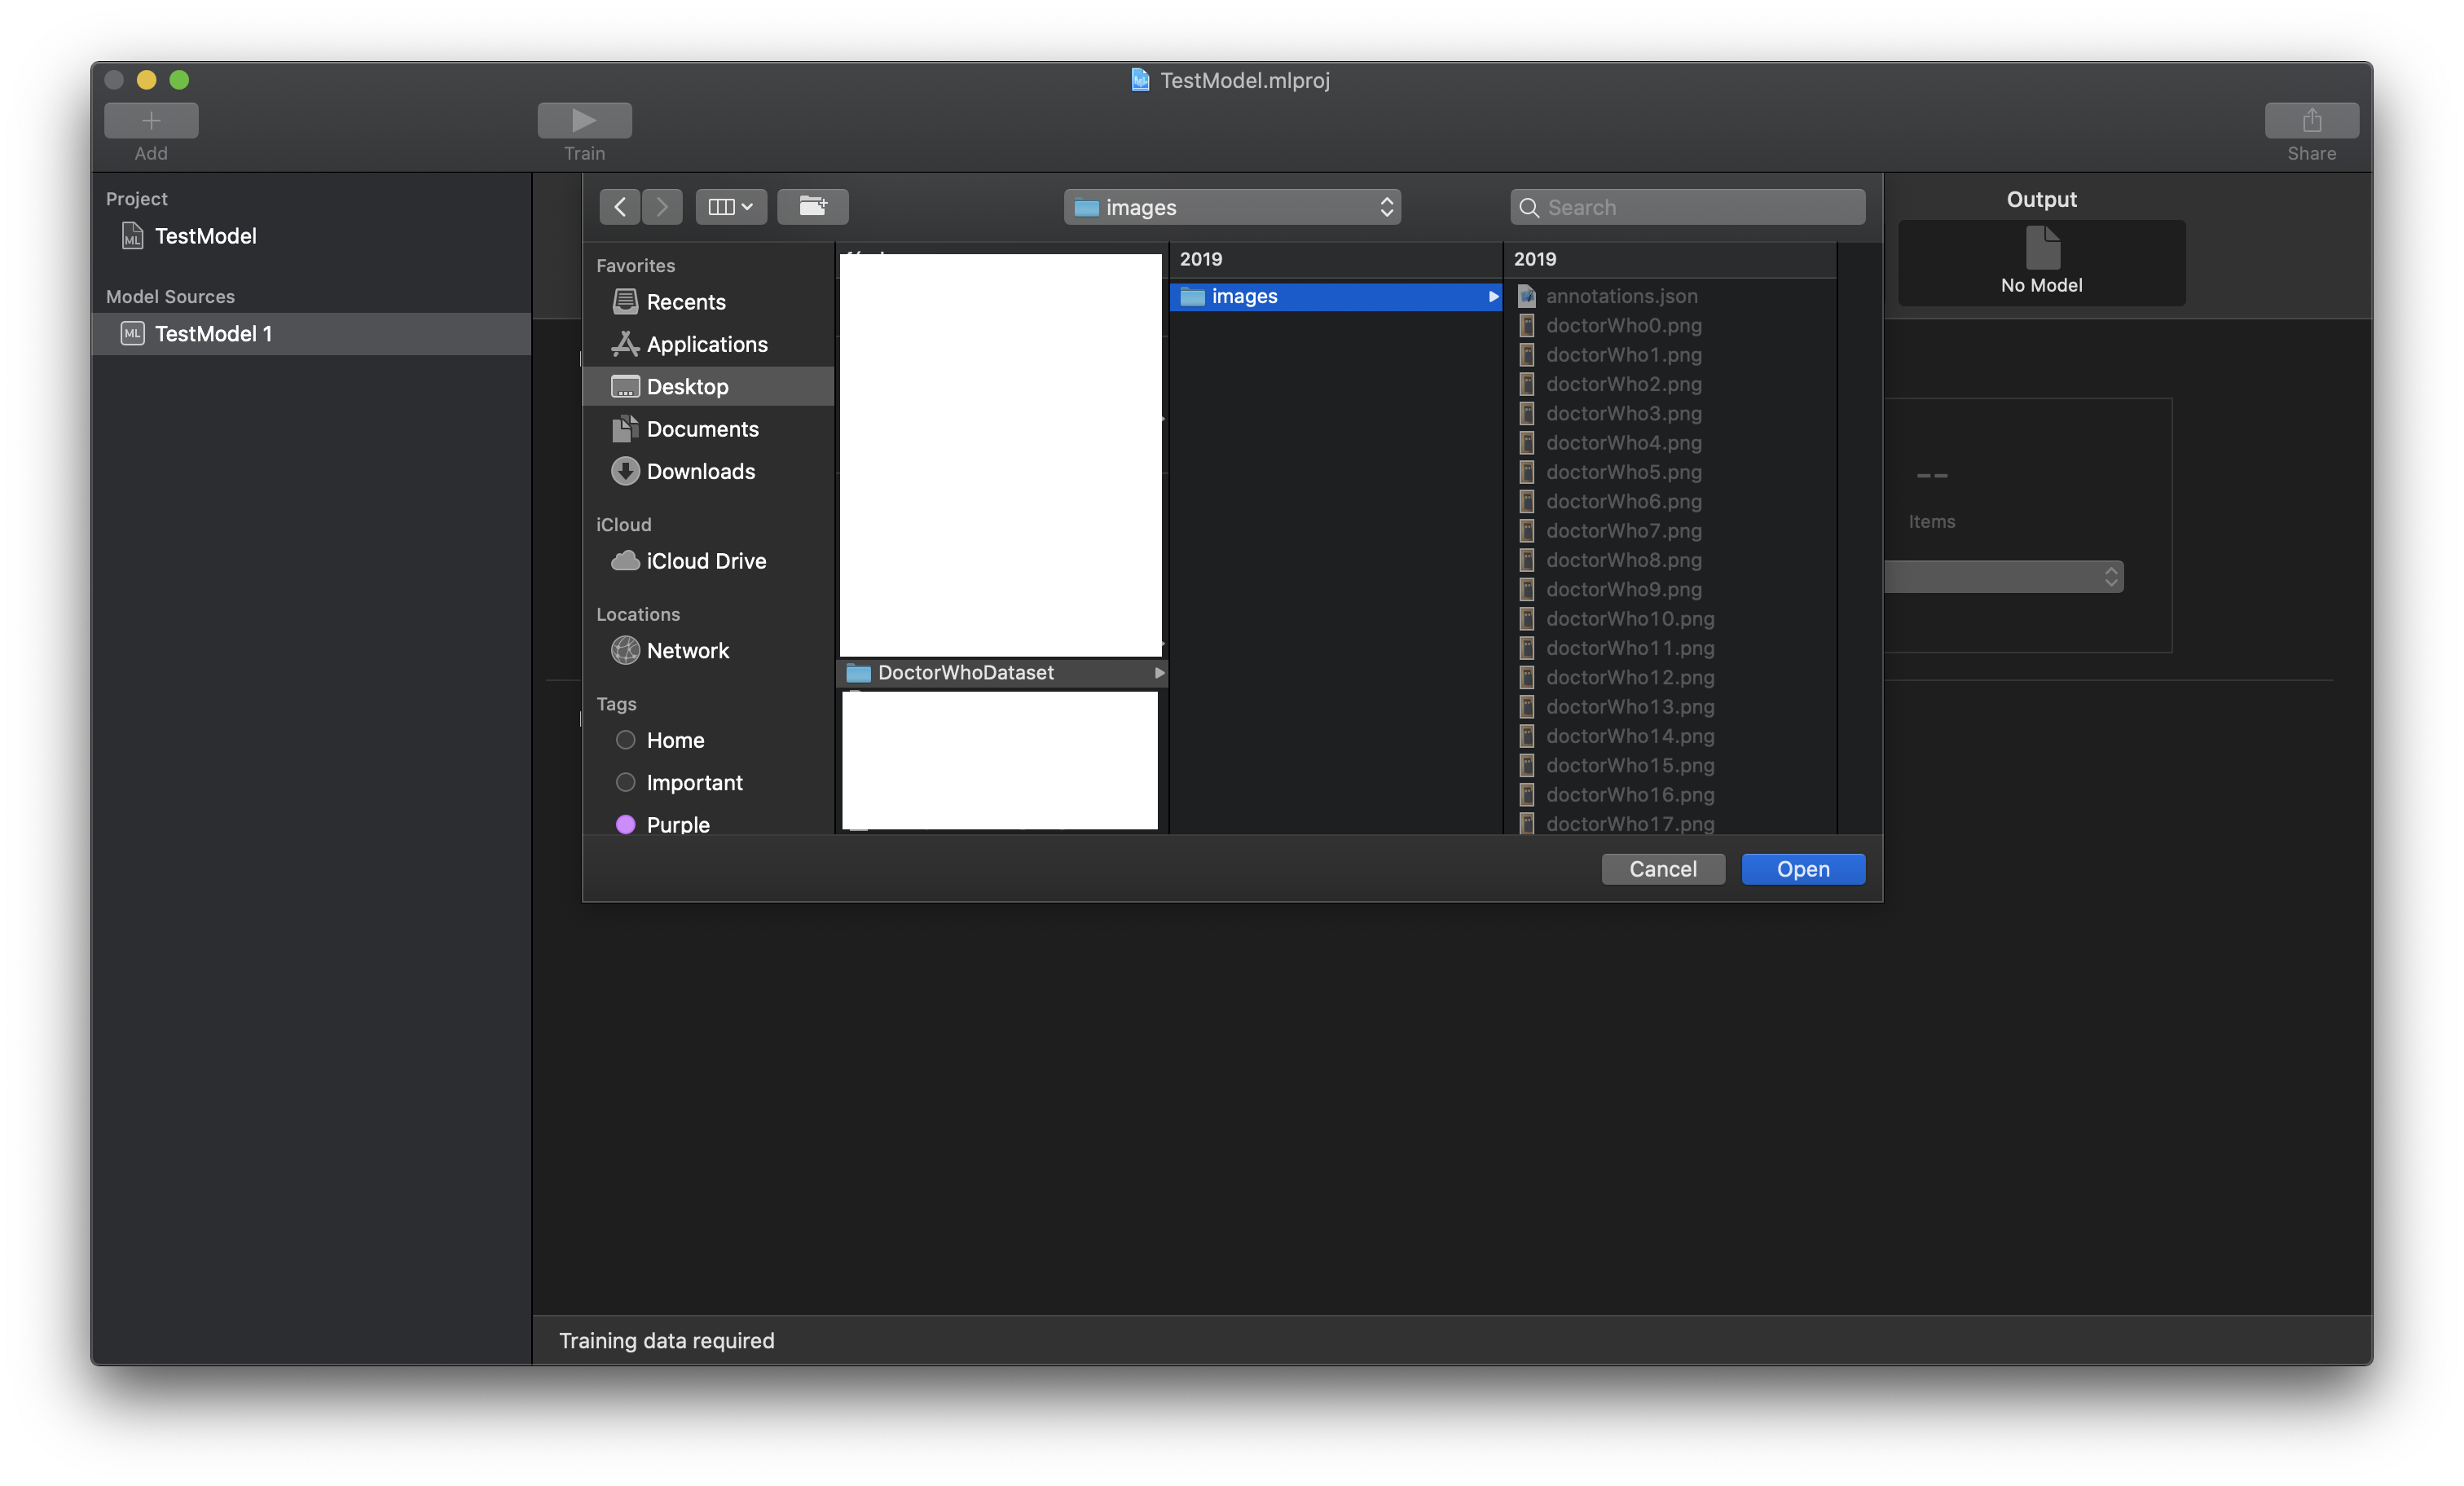 TestModel.mlproj
Add
Train
Share
Project
ML TestModel
Model Sources
ML TestModel 1
images
Search
Output
No Model
Favorites
Recents
Applications
Desktop
Documents
Downloads
iCloud
iCloud Drive
Locations
Network
Tags
Home
Important
Purple
DoctorWhoDataset
2019
images
2019
annotations.json
doctorWho0.png
doctorWho1.png
doctorWho2.png
doctorWho3.png
doctorWho4.png
doctorWho5.png
doctorWho6.png
doctorWho7.png
doctorWho8.png
doctorWho9.png
doctorWho10.png
doctorWho11.png
doctorWho12.png
doctorWho13.png
doctorWho14.png
doctorWho15.png
doctorWho16.png
doctorWho17.png
--
Items
Cancel
Open
Training data required